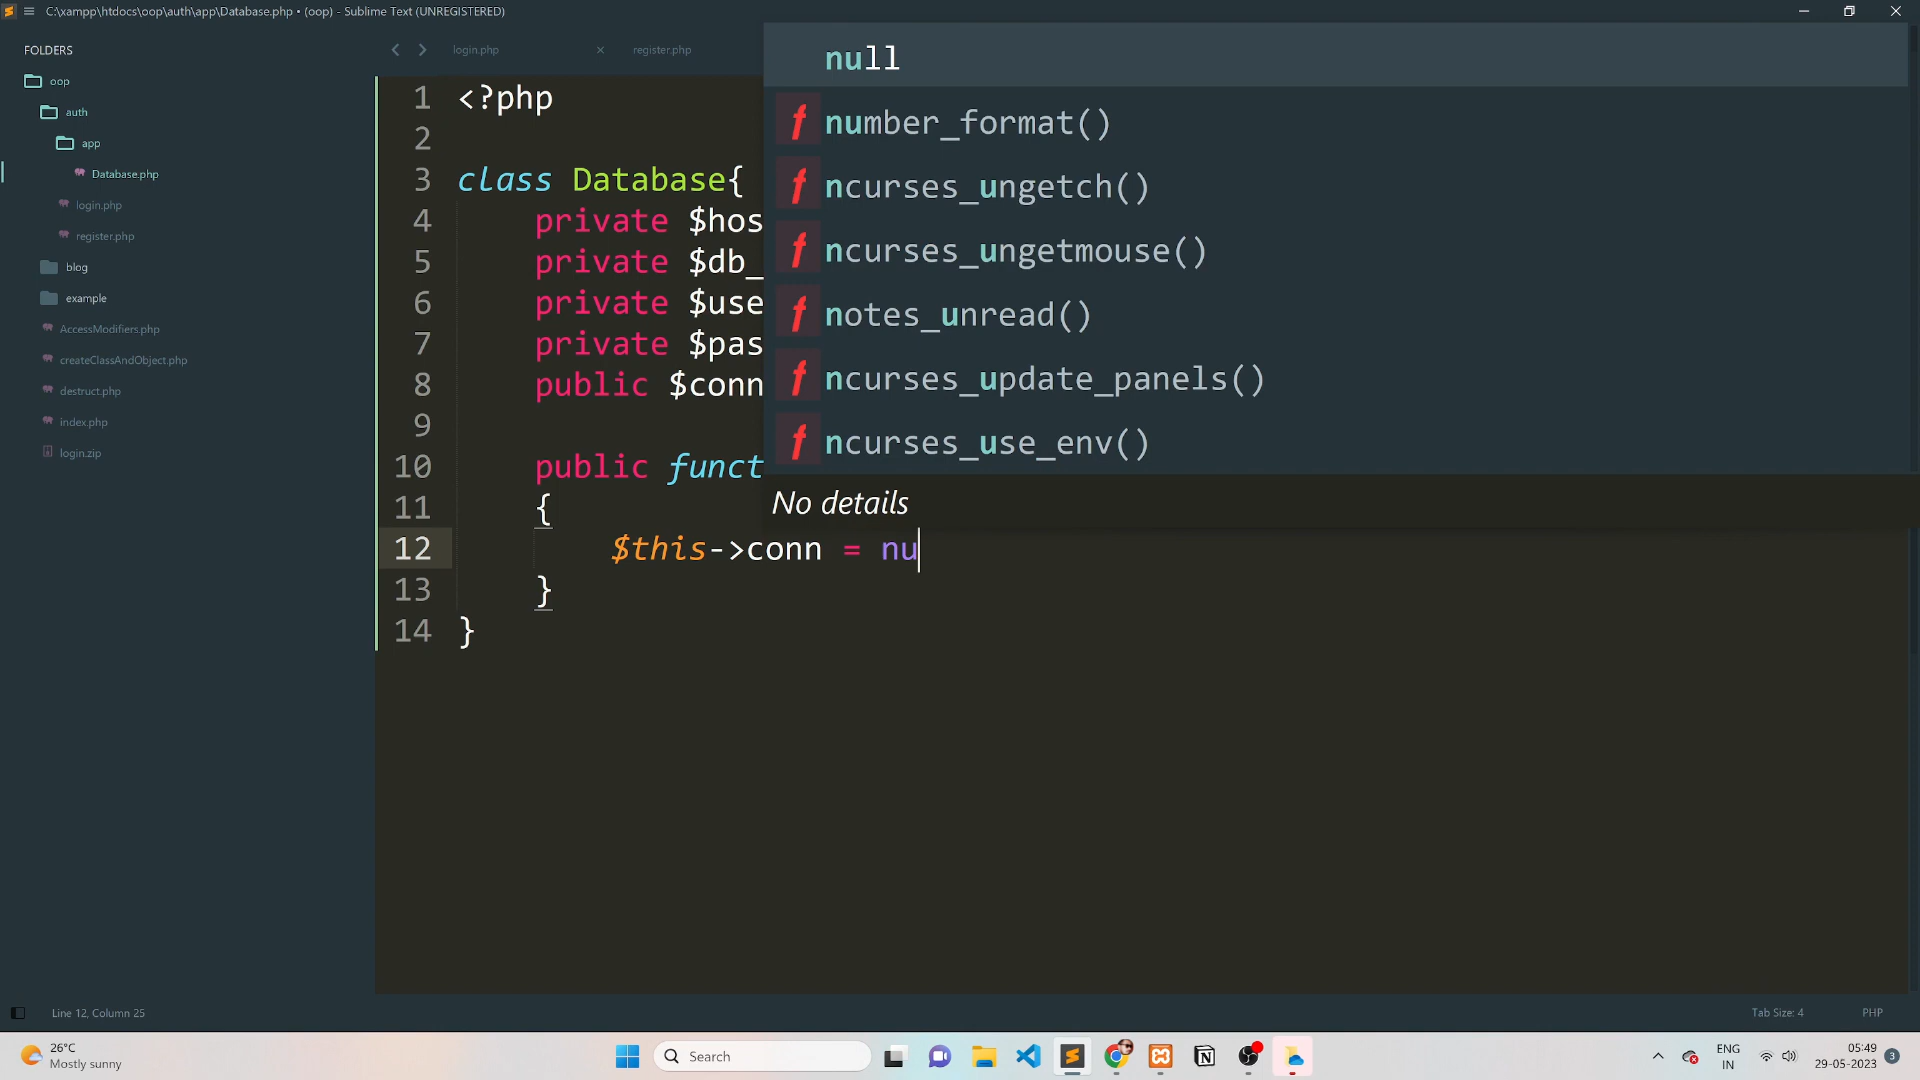 C:\xampp\htdocs\oop\auth\app\Database.php • (oop) - Sublime Text (UNREGISTERED)
FOLDERS
oop
auth
app
Database.php
login.php
register.php
blog
example
AccessModifiers.php
createClassAndObject.php
destruct.php
index.php
login.zip
login.php
register.php
1 <?php
2
3 class Database{
4 private $hos
5 private $db_
6 private $use
7 private $pas
8 public $conn
9
10 public funct
11 {
12 $this->conn = nu
13 }
14 }
null
f number_format()
f ncurses_ungetch()
f ncurses_ungetmouse()
f notes_unread()
f ncurses_update_panels()
f ncurses_use_env()
No details
Line 12, Column 25
Tab Size: 4
PHP
26°C
Mostly sunny
Search
ENG
IN
05:49
29-05-2023
3